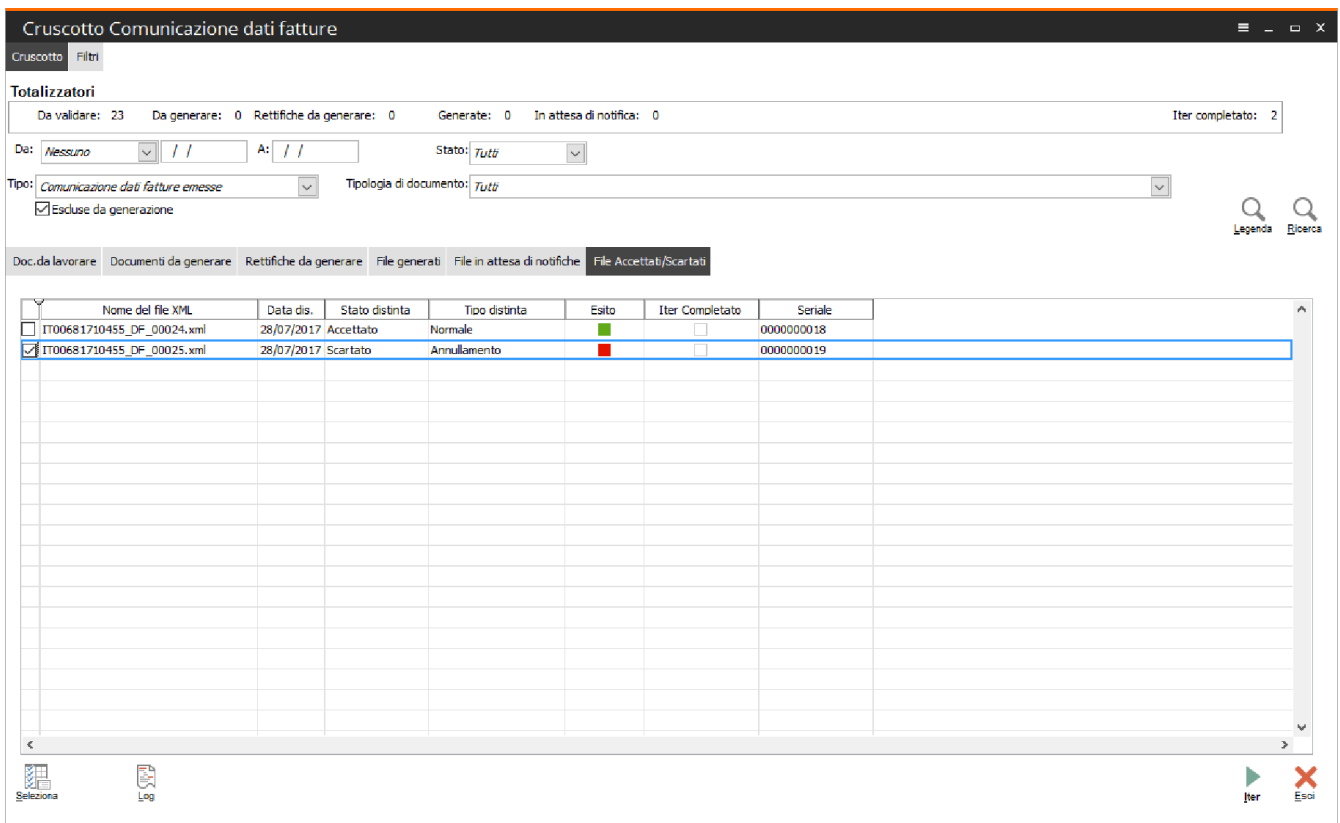 Cruscotto Comunicazione dati fatture
Cruscotto Filtri
Totalizzatori
Da validare: 23 Da generare: 0 Rettifiche da generare: 0 Generate: 0 In attesa di notifica: 0 Iter completato: 2
Da: Nessuno / / A: / / Stato: Tutti
Tipo: Comunicazione dati fatture emesse Tipologia di documento: Tutti
Escluse da generazione
Legenda Ricerca
Doc.da lavorare Documenti da generare Rettifiche da generare File generati File in attesa di notifiche File Accettati/Scartati
Nome del file XML Data dis. Stato distinta Tipo distinta Esito Iter Completato Seriale
IT00681710455_DF_00024.xml 28/07/2017 Accettato Normale 0000000018
IT00681710455_DF_00025.xml 28/07/2017 Scartato Annullamento 0000000019
Seleziona Log Iter Esci